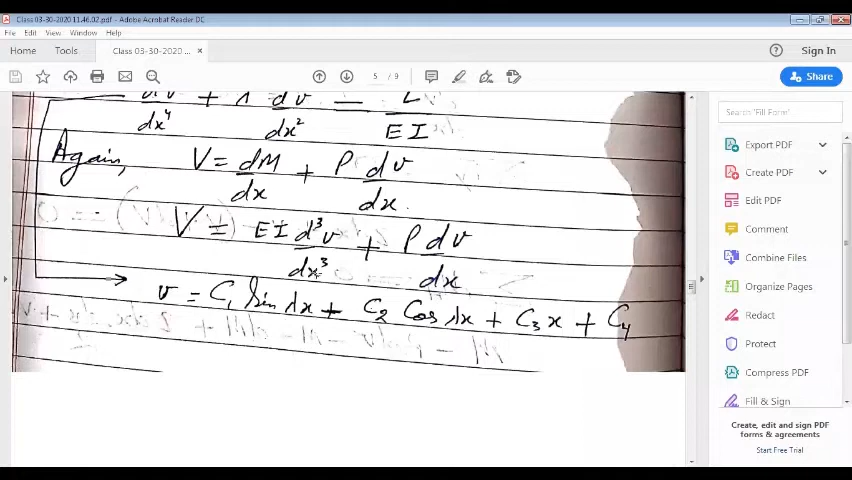 Class 03-30-2020 11.46.02.pdf - Adobe Acrobat Reader DC
File Edit View Window Help
Home Tools Class 03-30-2020 ... × Sign In
5 / 9 Share
dx⁴ + λ dv/dx² = EI
Again, V = dM/dx + P dv/dx.
V = EI d³v/dx³ + P dv/dx
v = C₁ sin λx + C₂ Cos λx + C₃x + C₄
Search 'Fill Form'
Export PDF
Create PDF
Edit PDF
Comment
Combine Files
Organize Pages
Redact
Protect
Compress PDF
Fill & Sign
Create, edit and sign PDF
forms & agreements
Start Free Trial